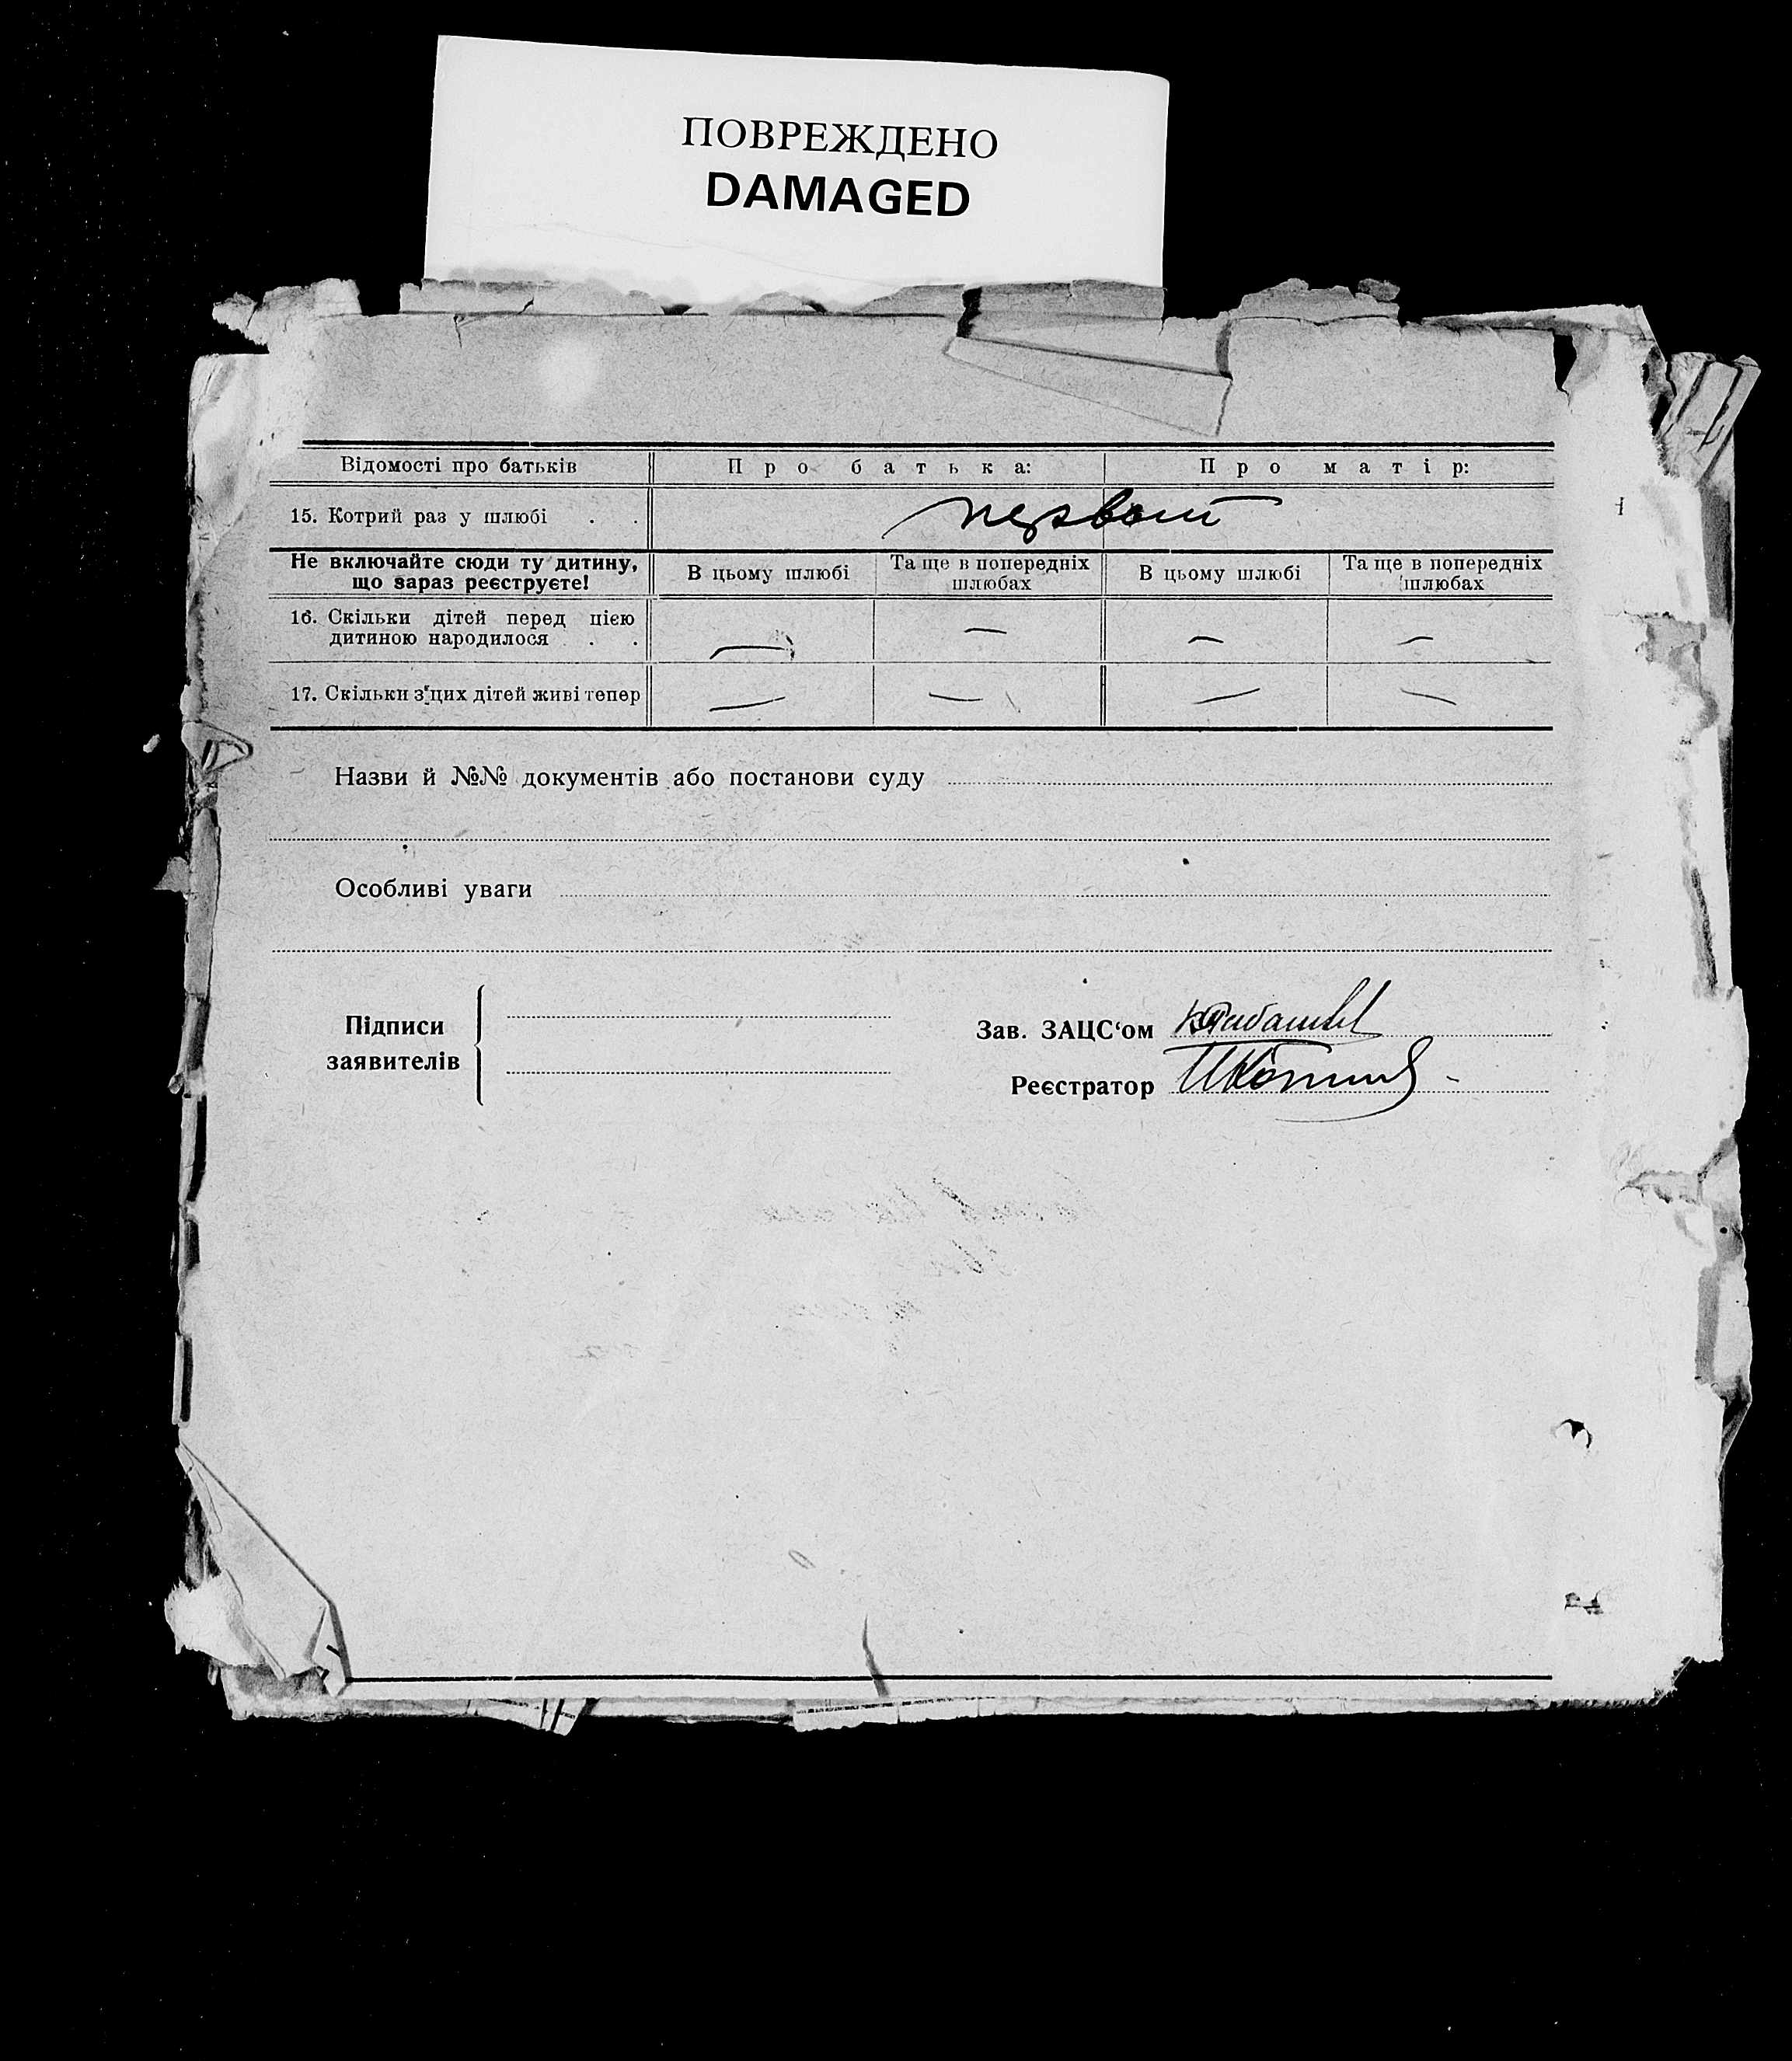 ПОВРЕЖДЕНО
DAMAGED
Відомості про батьків
Про батька:
Про матір:
15. Котрий раз у шлюбі . .
Не включайте сюди ту дитину,
що зараз реєструєте!
В цьому шлюбі
Та ще в попередніх
шлюбах
В цьому шлюбі
Та ще в попередніх
шлюбах
16. Скільки дітей перед цією
дитиною народилося . .
— — — —
17. Скільки з цих дітей живі тепер
— — — —
Назви й №№ документів або постанови суду
Особливі уваги
Підписи
заявителів
Зав. ЗАЦС‘ом
Реєстратор